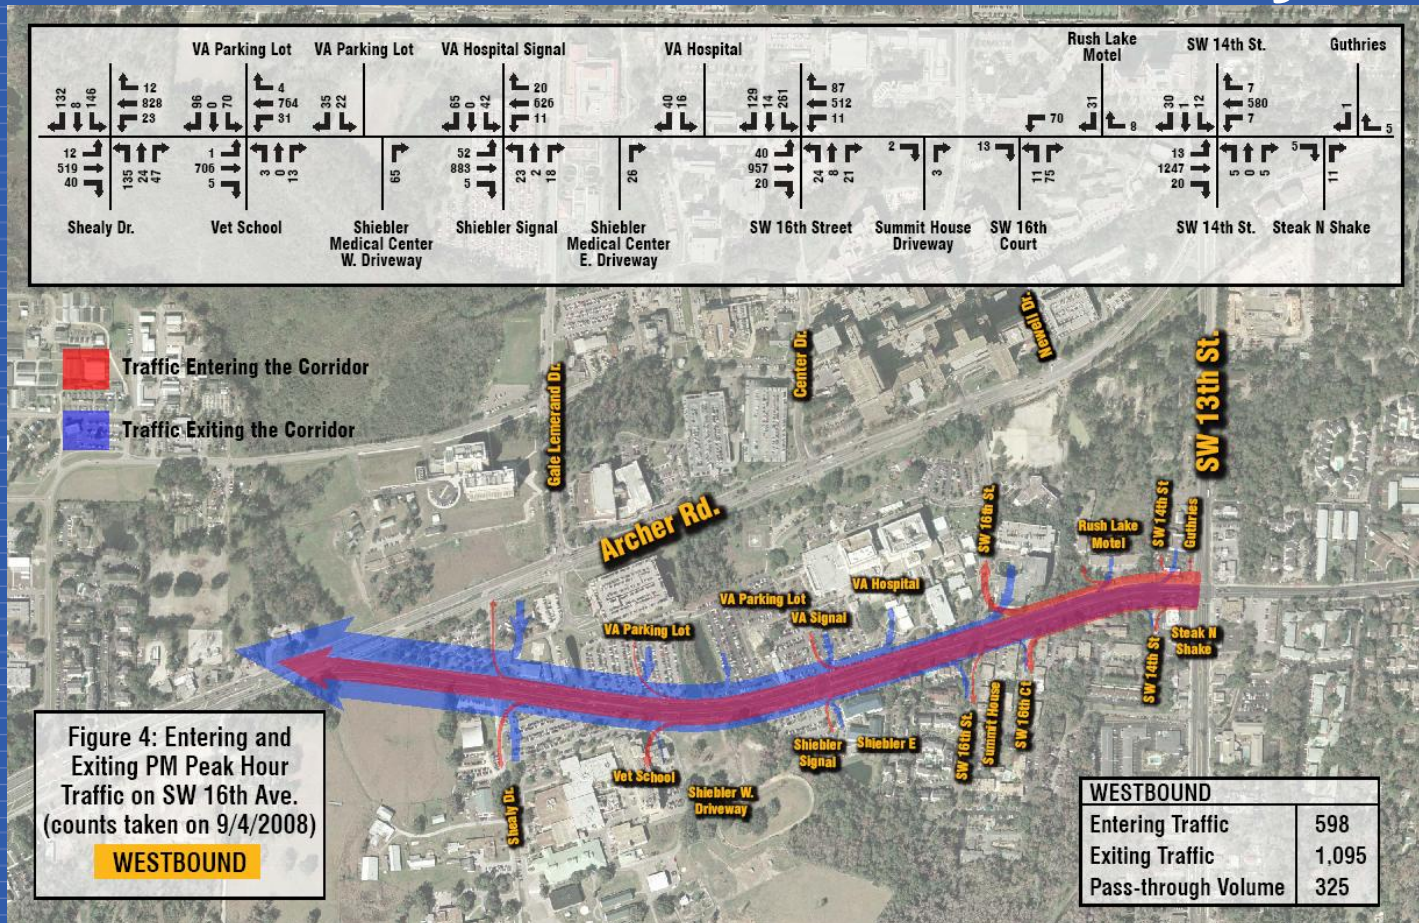 VA Parking Lot VA Parking Lot VA Hospital Signal VA Hospital Rush Lake Motel SW 14th St. Guthries
132 8 146 12 828 23
96 0 70 4 764 31
35 22
65 0 42 20 626 11
40 16
129 14 261 87 512 11
70
31 8
30 1 12 7 580 7
1 5
12 519 40 135 24 47
1 706 5 3 0 13
65
52 883 5 23 2 18
26
40 957 20 24 8 21
2 3
13 11 75
13 1247 20 5 0 5
5 11
Shealy Dr. Vet School Shiebler Medical Center W. Driveway Shiebler Signal Shiebler Medical Center E. Driveway SW 16th Street Summit House Driveway SW 16th Court SW 14th St. Steak N Shake
Traffic Entering the Corridor
Traffic Exiting the Corridor
Gale Lemerand Dr.
Center Dr.
Newell Dr.
SW 13th St.
Archer Rd.
SW 16th St.
Rush Lake
Motel
SW 14th St
Guthries
VA Hospital
VA Parking Lot
VA Signal
VA Parking Lot
Steak N
Shake
SW 14th St
SW 16th Ct
Summit House
SW 16th St.
Shiebler E
Shiebler
Signal
Vet School
Shiebler W.
Driveway
Shealy Dr.
Figure 4: Entering and
Exiting PM Peak Hour
Traffic on SW 16th Ave.
(counts taken on 9/4/2008)
WESTBOUND
WESTBOUND
Entering Traffic 598
Exiting Traffic 1,095
Pass-through Volume 325